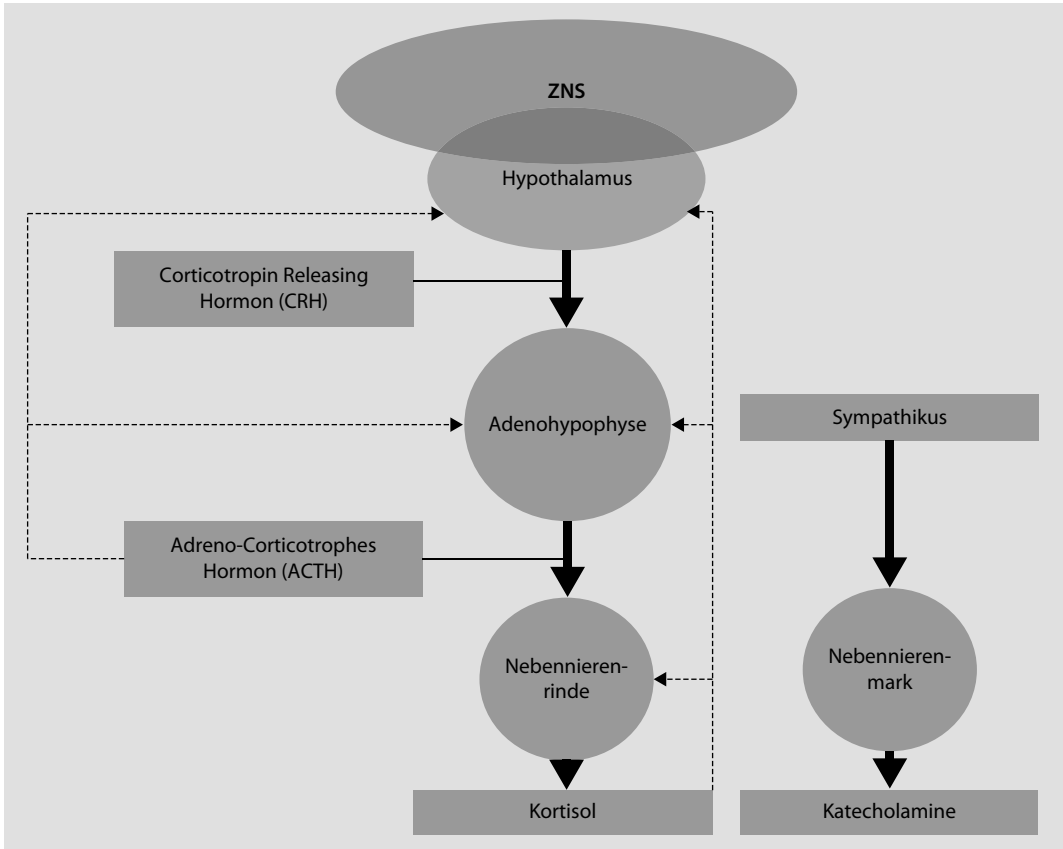 ZNS
Hypothalamus
Corticotropin Releasing
Hormon (CRH)
Adenohypophyse
Sympathikus
Adreno-Corticotrophes
Hormon (ACTH)
Nebennieren-
rinde
Nebennieren-
mark
Kortisol
Katecholamine